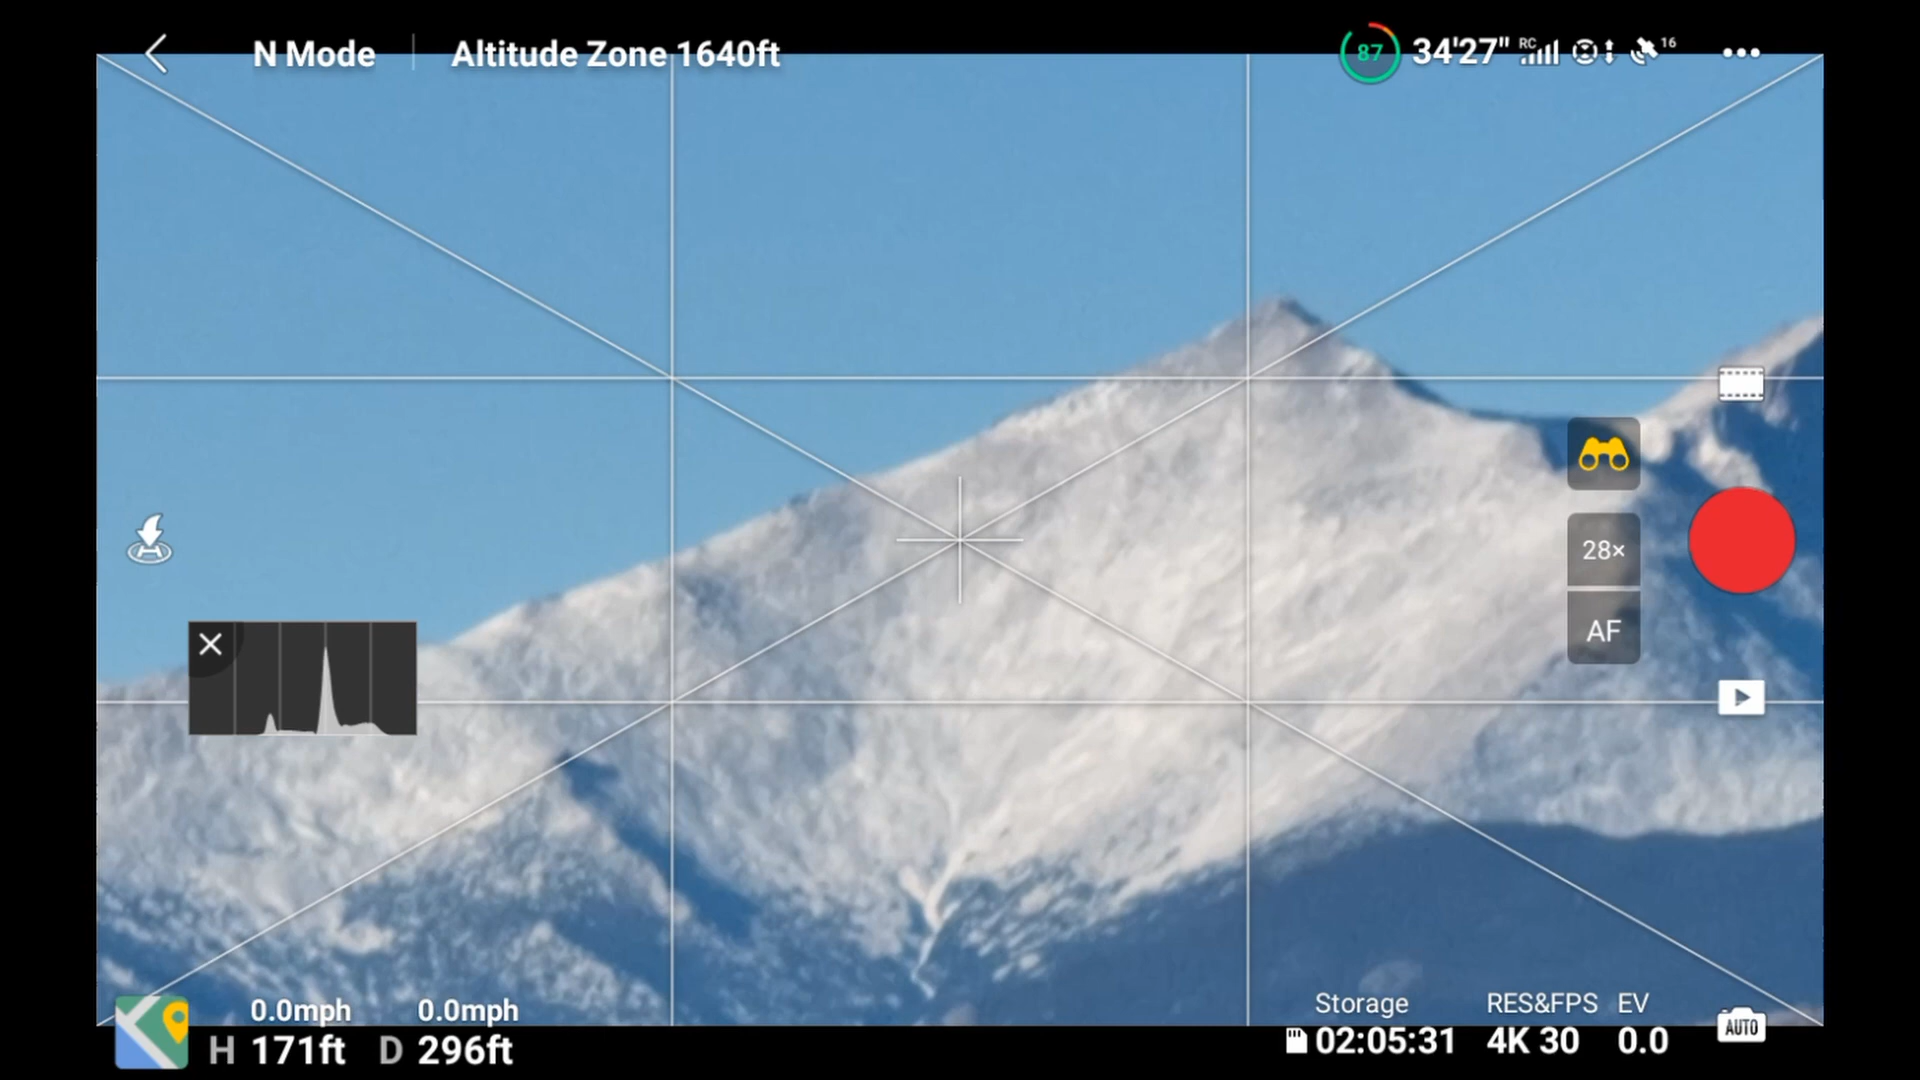 N Mode
Altitude Zone 1640ft
87
34'27"
RC
16
28×
AF
0.0mph 0.0mph
H 171ft D 296ft
Storage RES&FPS EV
02:05:31 4K 30 0.0
AUTO